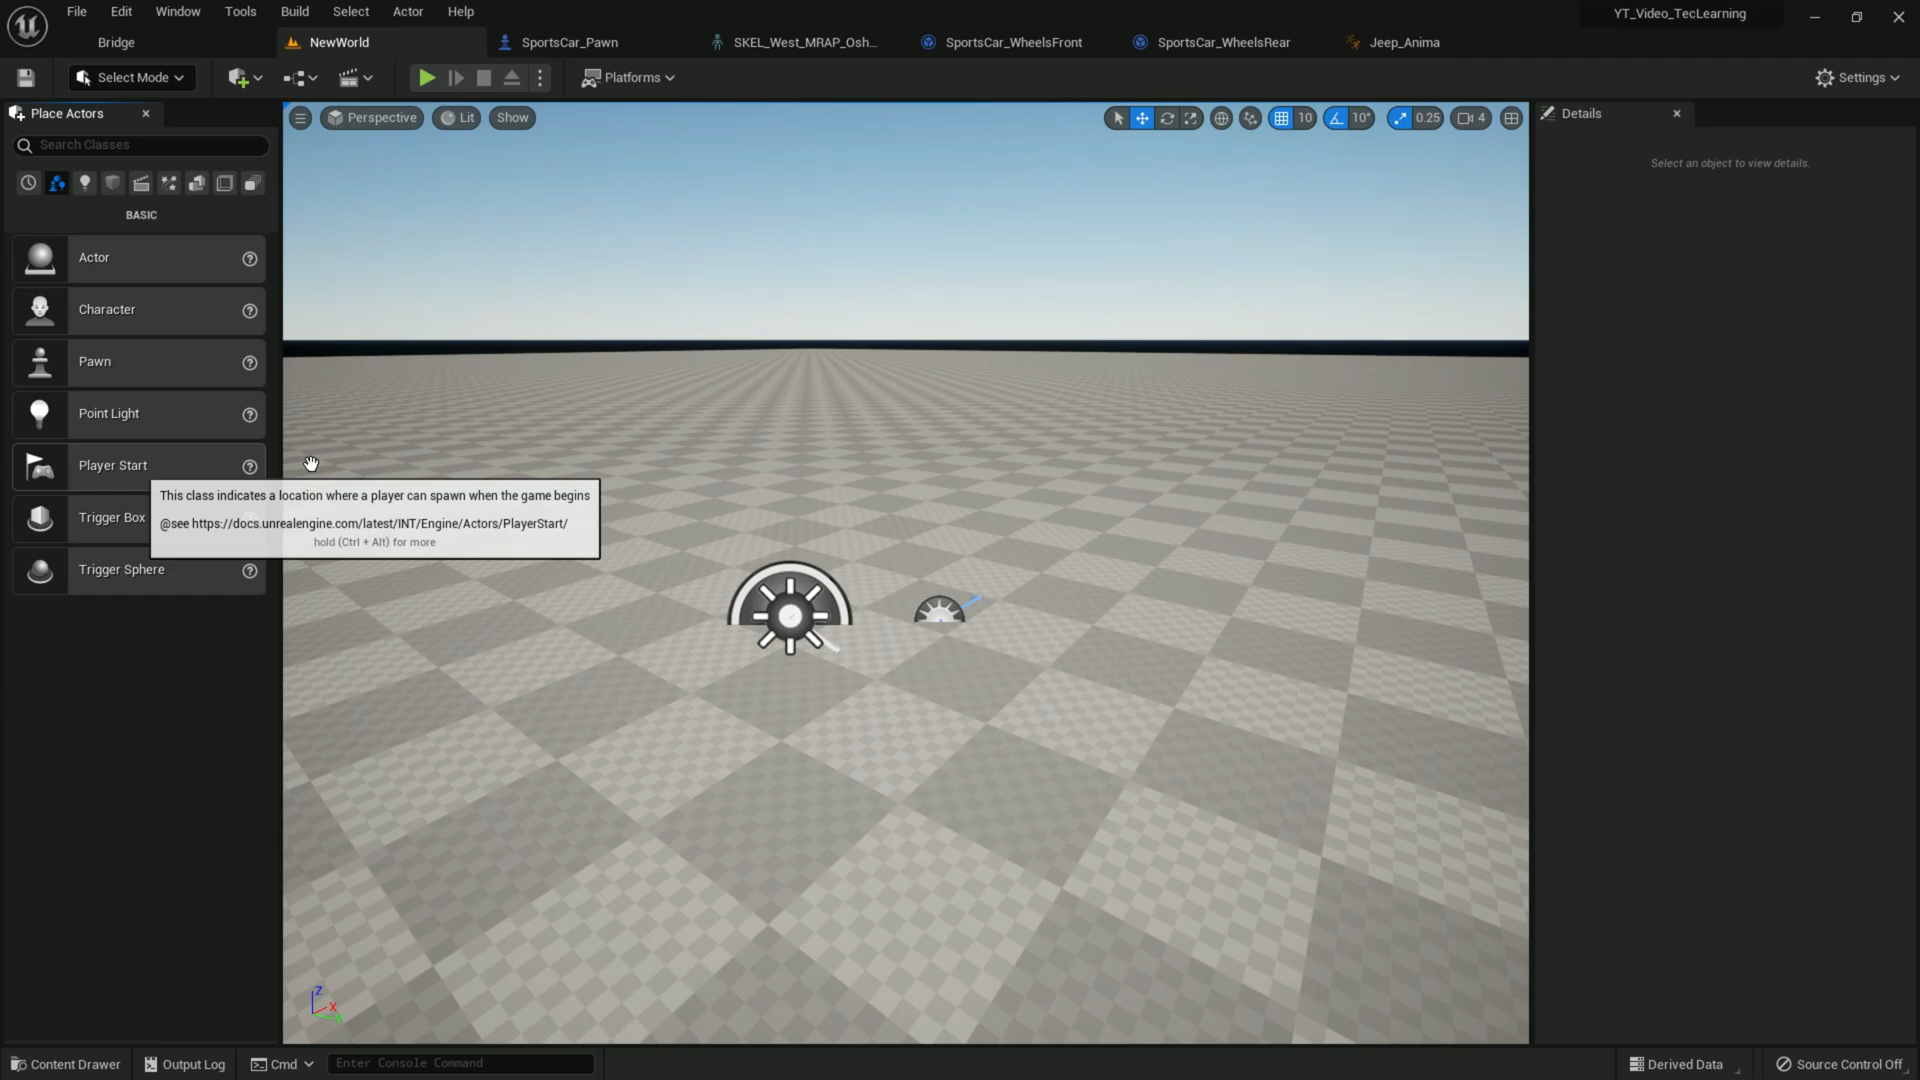 File Edit Window Tools Build Select Actor Help
YT_Video_TecLearning
Bridge
NewWorld
SportsCar_Pawn
SKEL_West_MRAP_Osh...
SportsCar_WheelsFront
SportsCar_WheelsRear
Jeep_Anima
Select Mode
Platforms
Settings
Place Actors
Perspective
Lit
Show
10
10°
0.25
4
Details
Search Classes
Select an object to view details.
BASIC
Actor
Character
Pawn
Point Light
Player Start
This class indicates a location where a player can spawn when the game begins
@see https://docs.unrealengine.com/latest/INT/Engine/Actors/PlayerStart/
hold (Ctrl + Alt) for more
Trigger Box
Trigger Sphere
Z
X
Content Drawer
Output Log
Cmd
Enter Console Command
Derived Data
Source Control Off